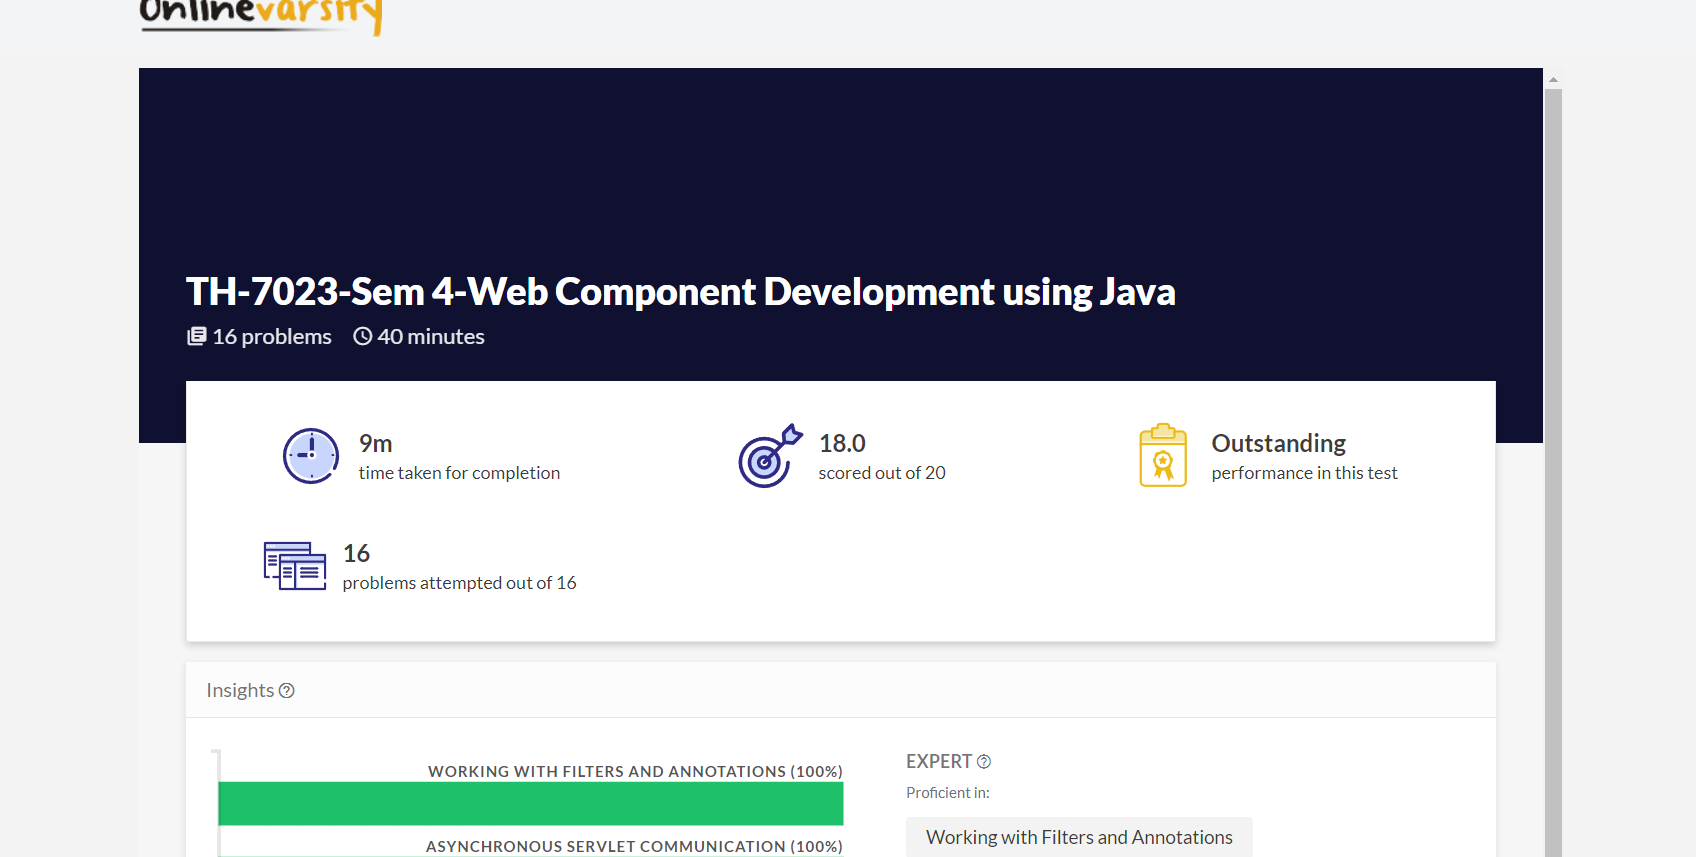 Onlinevarsity
TH-7023-Sem 4-Web Component Development using Java
16 problems 40 minutes
9m
time taken for completion
18.0
scored out of 20
Outstanding
performance in this test
16
problems attempted out of 16
Insights
WORKING WITH FILTERS AND ANNOTATIONS (100%)
ASYNCHRONOUS SERVLET COMMUNICATION (100%)
EXPERT
Proficient in:
Working with Filters and Annotations